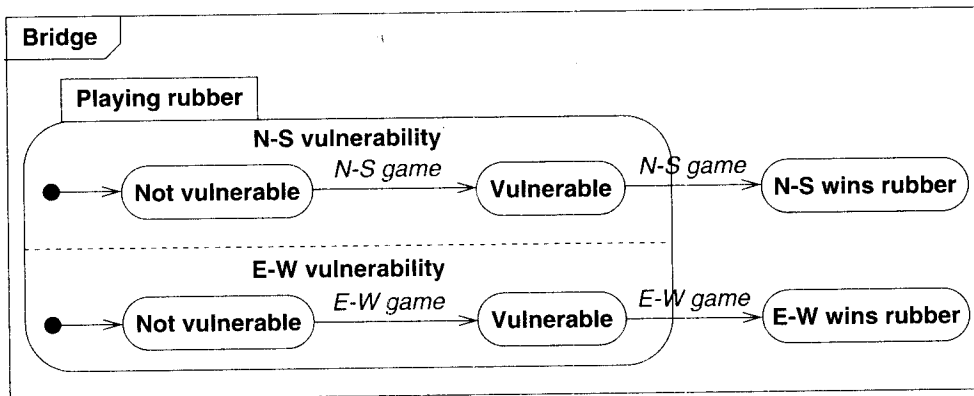 Bridge
Playing rubber
N-S vulnerability
Not vulnerable
N-S game
Vulnerable
N-S game
N-S wins rubber
E-W vulnerability
Not vulnerable
E-W game
Vulnerable
E-W game
E-W wins rubber